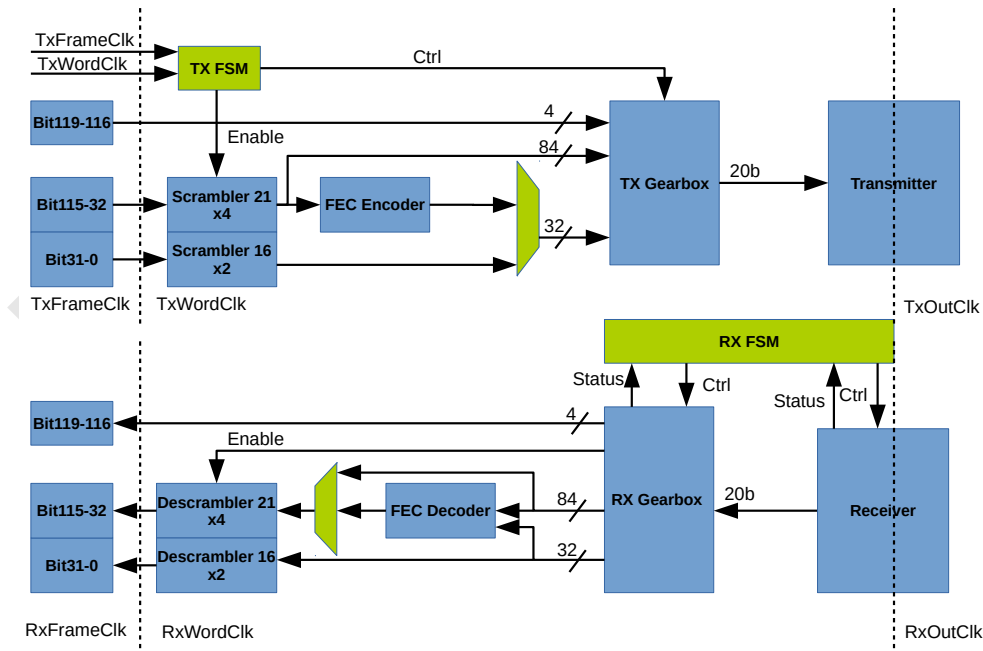 TxFrameClk
TxWordClk
TX FSM
Ctrl
Bit119-116
4
Enable
84
Bit115-32
Scrambler 21
x4
FEC Encoder
TX Gearbox
20b
Transmitter
32
Bit31-0
Scrambler 16
x2
TxFrameClk
TxWordClk
TxOutClk
RX FSM
Status
Ctrl
Status
Ctrl
Bit119-116
4
Enable
Bit115-32
Descrambler 21
x4
FEC Decoder
84
RX Gearbox
20b
Receiver
Bit31-0
Descrambler 16
x2
32
RxFrameClk
RxWordClk
RxOutClk